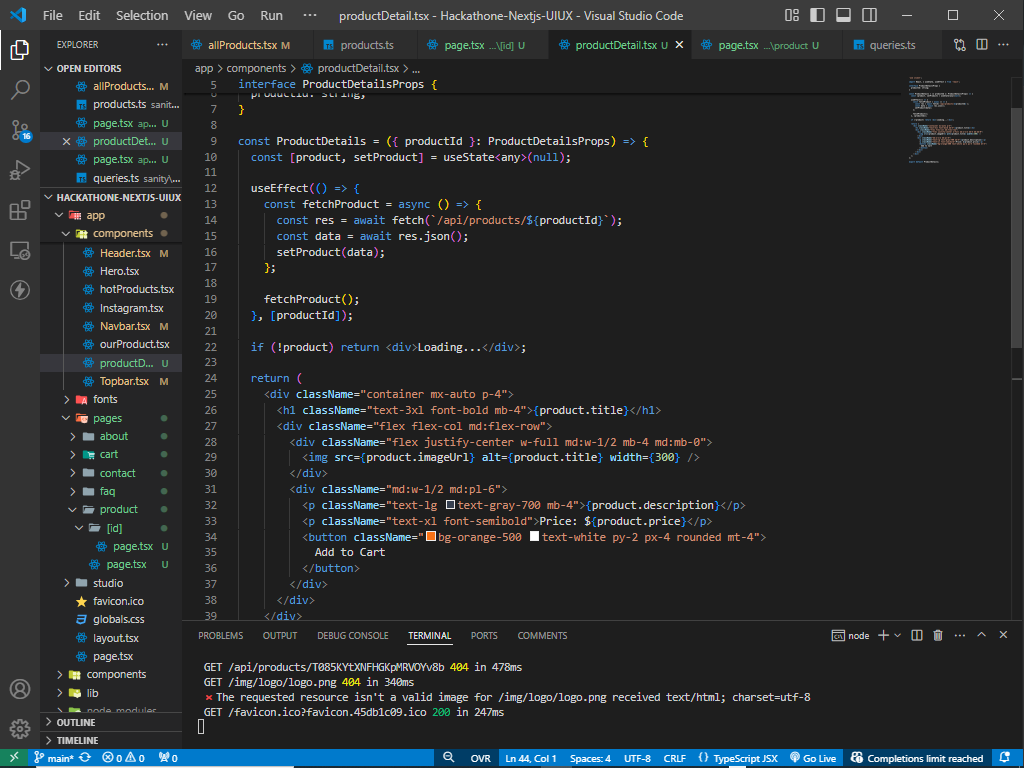 File Edit Selection View Go Run ··· productDetail.tsx - Hackathone-Nextjs-UIUX - Visual Studio Code
EXPLORER ···
OPEN EDITORS
allProducts... M
products.ts sanit...
page.tsx ap... U
productDet... U
page.tsx ap... U
queries.ts sanity\...
HACKATHONE-NEXTJS-UIUX
app
components
Header.tsx M
Hero.tsx
hotProducts.tsx
Instagram.tsx
Navbar.tsx M
ourProduct.tsx
productD... U
Topbar.tsx M
fonts
pages
about
cart
contact
faq
product
[id]
page.tsx U
page.tsx U
studio
favicon.ico
globals.css
layout.tsx
page.tsx
components
lib
node_modules
OUTLINE
TIMELINE
16
allProducts.tsx M products.ts page.tsx ...\[id] U productDetail.tsx U page.tsx ...\product U queries.ts ···
app > components > productDetail.tsx > ...
5 interface ProductDetailsProps {
6 productId: string;
7 }
8
9 const ProductDetails = ({ productId }: ProductDetailsProps) => {
10 const [product, setProduct] = useState<any>(null);
11
12 useEffect(() => {
13 const fetchProduct = async () => {
14 const res = await fetch(`/api/products/${productId}`);
15 const data = await res.json();
16 setProduct(data);
17 };
18
19 fetchProduct();
20 }, [productId]);
21
22 if (!product) return <div>Loading...</div>;
23
24 return (
25 <div className="container mx-auto p-4">
26 <h1 className="text-3xl font-bold mb-4">{product.title}</h1>
27 <div className="flex flex-col md:flex-row">
28 <div className="flex justify-center w-full md:w-1/2 mb-4 md:mb-0">
29 <img src={product.imageUrl} alt={product.title} width={300} />
30 </div>
31 <div className="md:w-1/2 md:pl-6">
32 <p className="text-lg text-gray-700 mb-4">{product.description}</p>
33 <p className="text-xl font-semibold">Price: ${product.price}</p>
34 <button className="bg-orange-500 text-white py-2 px-4 rounded mt-4">
35 Add to Cart
36 </button>
37 </div>
38 </div>
39 </div>
PROBLEMS OUTPUT DEBUG CONSOLE TERMINAL PORTS COMMENTS node ···
GET /api/products/T085KYtXNFHGKpMRVOYv8b 404 in 478ms
GET /img/logo/logo.png 404 in 340ms
The requested resource isn't a valid image for /img/logo/logo.png received text/html; charset=utf-8
GET /favicon.ico?favicon.45db1c09.ico 200 in 247ms
main* 0 0 0 OVR Ln 44, Col 1 Spaces: 4 UTF-8 CRLF {} TypeScript JSX Go Live Completions limit reached